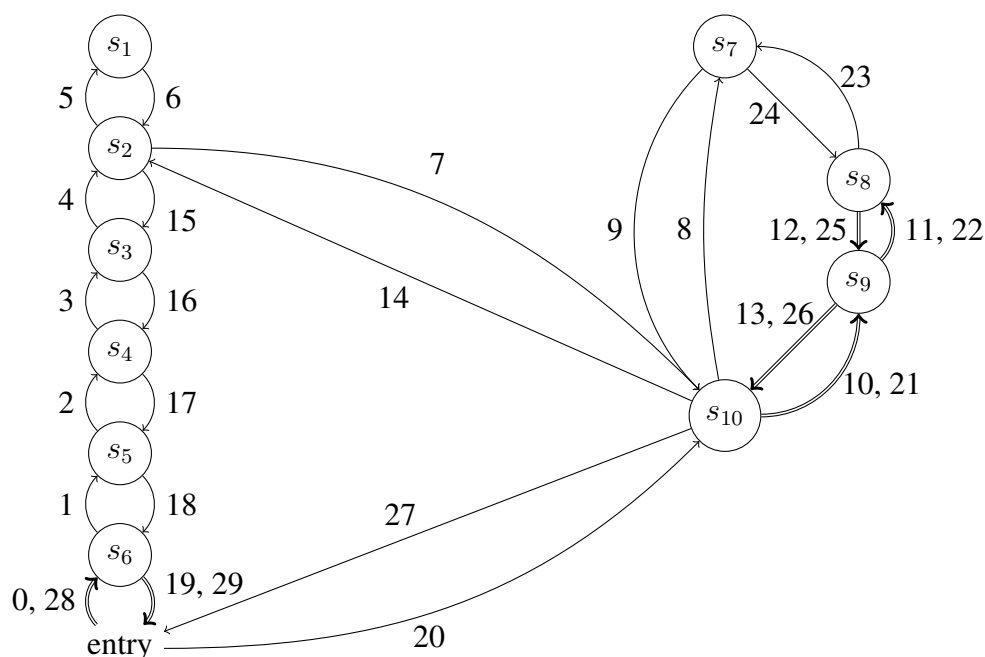 s₁
s₇
5
6
23
24
s₂
7
s₈
4
15
9
8
12, 25
11, 22
s₃
s₉
3
16
14
13, 26
s₄
2
17
10, 21
s₁₀
s₅
1
18
27
s₆
0, 28
19, 29
entry
20